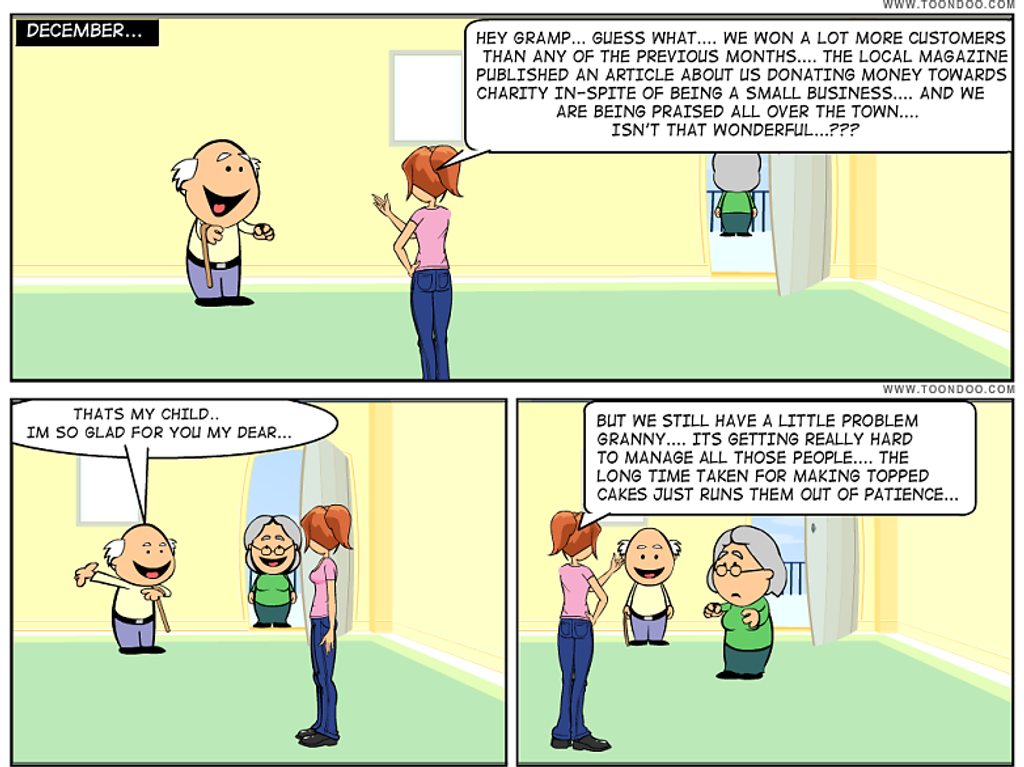 WWW.TOONDOO.COM
DECEMBER...
HEY GRAMP... GUESS WHAT.... WE WON A LOT MORE CUSTOMERS
THAN ANY OF THE PREVIOUS MONTHS.... THE LOCAL MAGAZINE
PUBLISHED AN ARTICLE ABOUT US DONATING MONEY TOWARDS
CHARITY IN-SPITE OF BEING A SMALL BUSINESS.... AND WE
ARE BEING PRAISED ALL OVER THE TOWN....
ISN'T THAT WONDERFUL...???
WWW.TOONDOO.COM
THATS MY CHILD..
IM SO GLAD FOR YOU MY DEAR...
BUT WE STILL HAVE A LITTLE PROBLEM
GRANNY.... ITS GETTING REALLY HARD
TO MANAGE ALL THOSE PEOPLE.... THE
LONG TIME TAKEN FOR MAKING TOPPED
CAKES JUST RUNS THEM OUT OF PATIENCE...